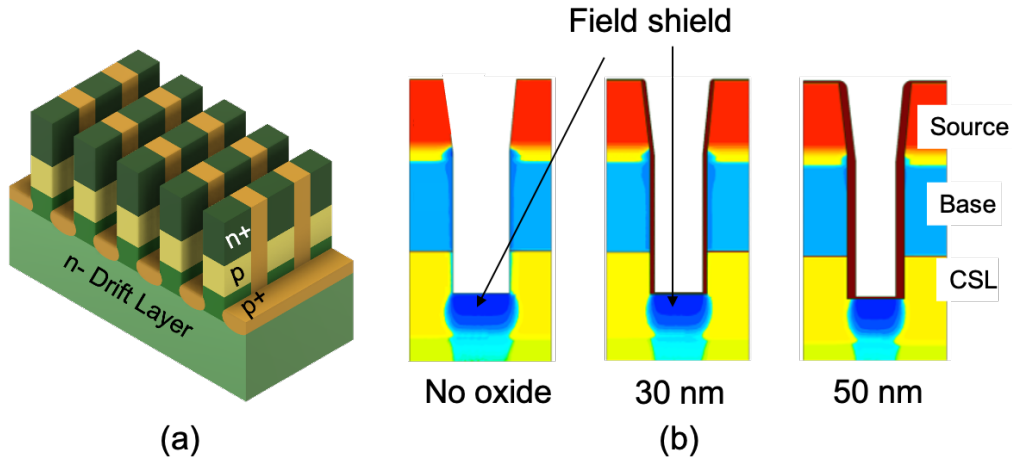 Field shield
n+
p
p+
n- Drift Layer
Source
Base
CSL
No oxide
30 nm
50 nm
(a)
(b)